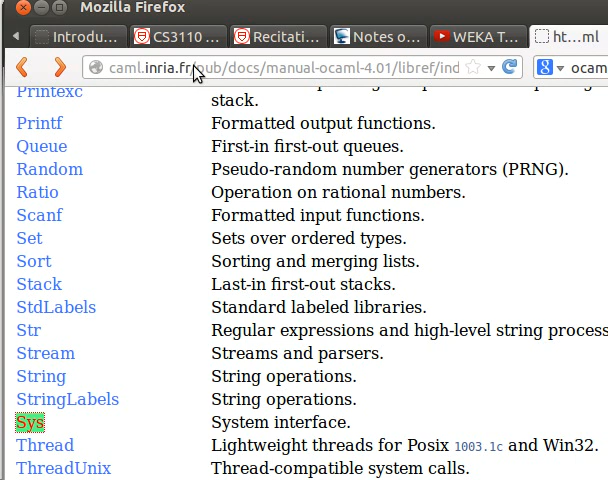 Mozilla Firefox
Introdu... CS3110 Recitati... Notes o... WEKA T... ht...ml
caml.inria.fr/pub/docs/manual-ocaml-4.01/libref/ind ocam
Printexc
stack.
Printf Formatted output functions.
Queue First-in first-out queues.
Random Pseudo-random number generators (PRNG).
Ratio Operation on rational numbers.
Scanf Formatted input functions.
Set Sets over ordered types.
Sort Sorting and merging lists.
Stack Last-in first-out stacks.
StdLabels Standard labeled libraries.
Str Regular expressions and high-level string process
Stream Streams and parsers.
String String operations.
StringLabels String operations.
Sys System interface.
Thread Lightweight threads for Posix 1003.1c and Win32.
ThreadUnix Thread-compatible system calls.